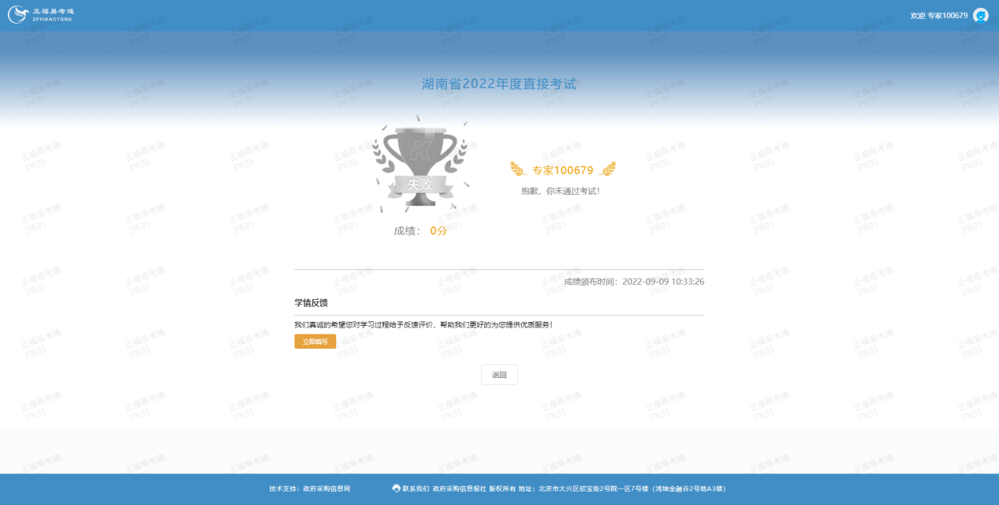 正福易考通
ZFYIKAOTONG
欢迎 专家100679
湖南省2022年度直接考试
失败
专家100679
抱歉，你未通过考试！
成绩： 0分
成绩颁布时间：2022-09-09 10:33:26
学情反馈
我们真诚的希望您对学习过程给予反馈评价，帮助我们更好的为您提供优质服务！
立即填写
返回
技术支持：政府采购信息网
联系我们 政府采购信息报社 版权所有 地址：北京市大兴区欣宝街2号院一区7号楼（鸿坤金融谷2号地A3楼）
正福易考通
31635